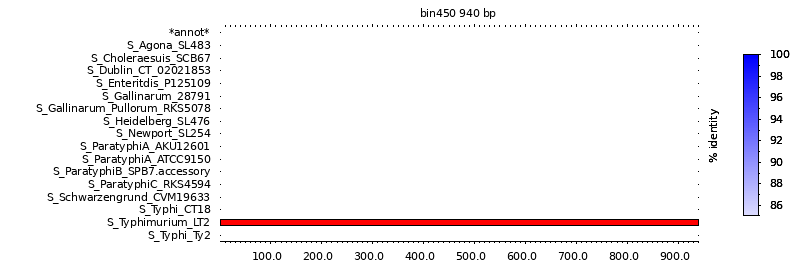 bin450 940 bp
*annot*
S_Agona_SL483
S_Choleraesuis_SCB67
S_Dublin_CT_02021853
S_Enteritdis_P125109
S_Gallinarum_28791
S_Gallinarum_Pullorum_RKS5078
S_Heidelberg_SL476
S_Newport_SL254
S_ParatyphiA_AKU12601
S_ParatyphiA_ATCC9150
S_ParatyphiB_SPB7.accessory
S_ParatyphiC_RKS4594
S_Schwarzengrund_CVM19633
S_Typhi_CT18
S_Typhimurium_LT2
S_Typhi_Ty2
100.0 200.0 300.0 400.0 500.0 600.0 700.0 800.0 900.0
% identity
100
98
96
94
92
90
88
86